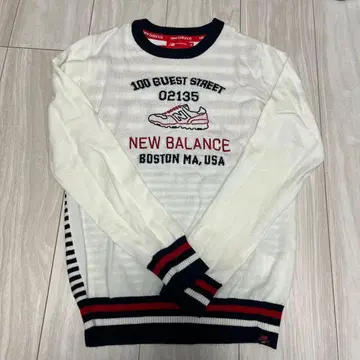 100 GUEST STREET
02135
N
NEW BALANCE
BOSTON MA, USA